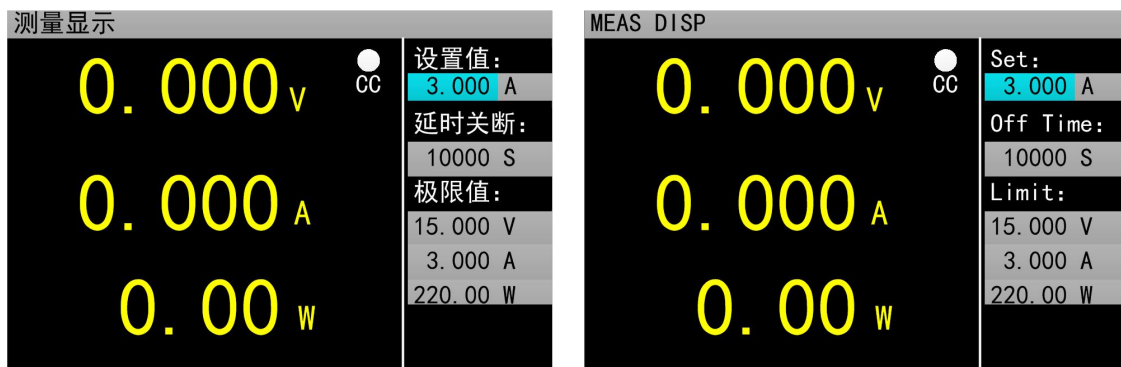 测量显示
0.000 V
CC
设置值:
3.000 A
延时关断:
10000 S
0.000 A
极限值:
15.000 V
3.000 A
0.00 W
220.00 W
MEAS DISP
0.000 V
CC
Set:
3.000 A
Off Time:
10000 S
0.000 A
Limit:
15.000 V
3.000 A
0.00 W
220.00 W